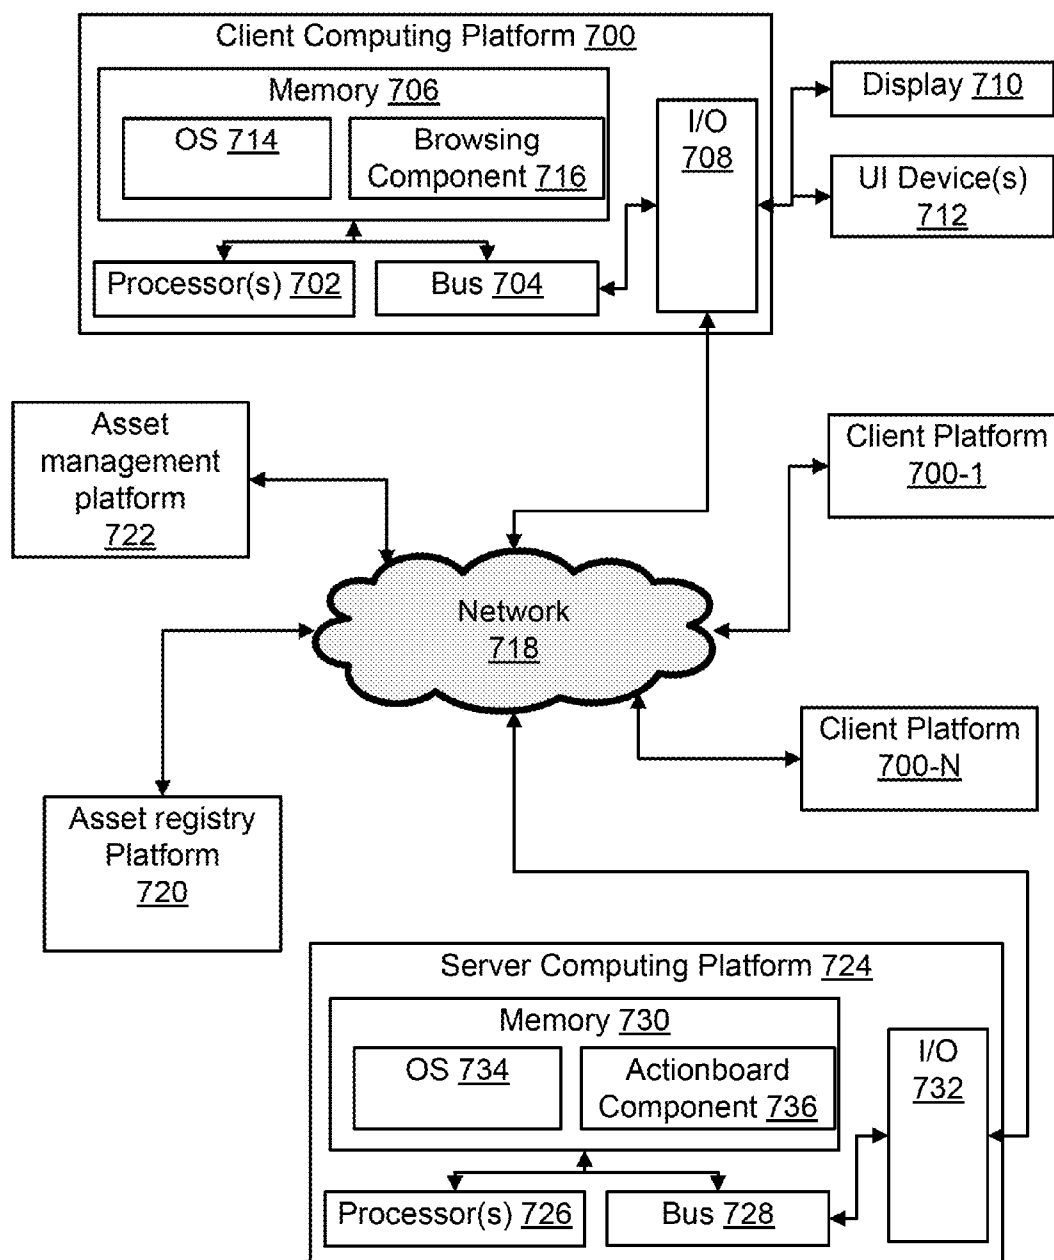 Client Computing Platform 700
Memory 706
OS 714
Browsing
Component 716
I/O
708
Display 710
UI Device(s)
712
Processor(s) 702
Bus 704
Asset
management
platform
722
Client Platform
700-1
Network
718
Client Platform
700-N
Asset registry
Platform
720
Server Computing Platform 724
Memory 730
OS 734
Actionboard
Component 736
I/O
732
Processor(s) 726
Bus 728